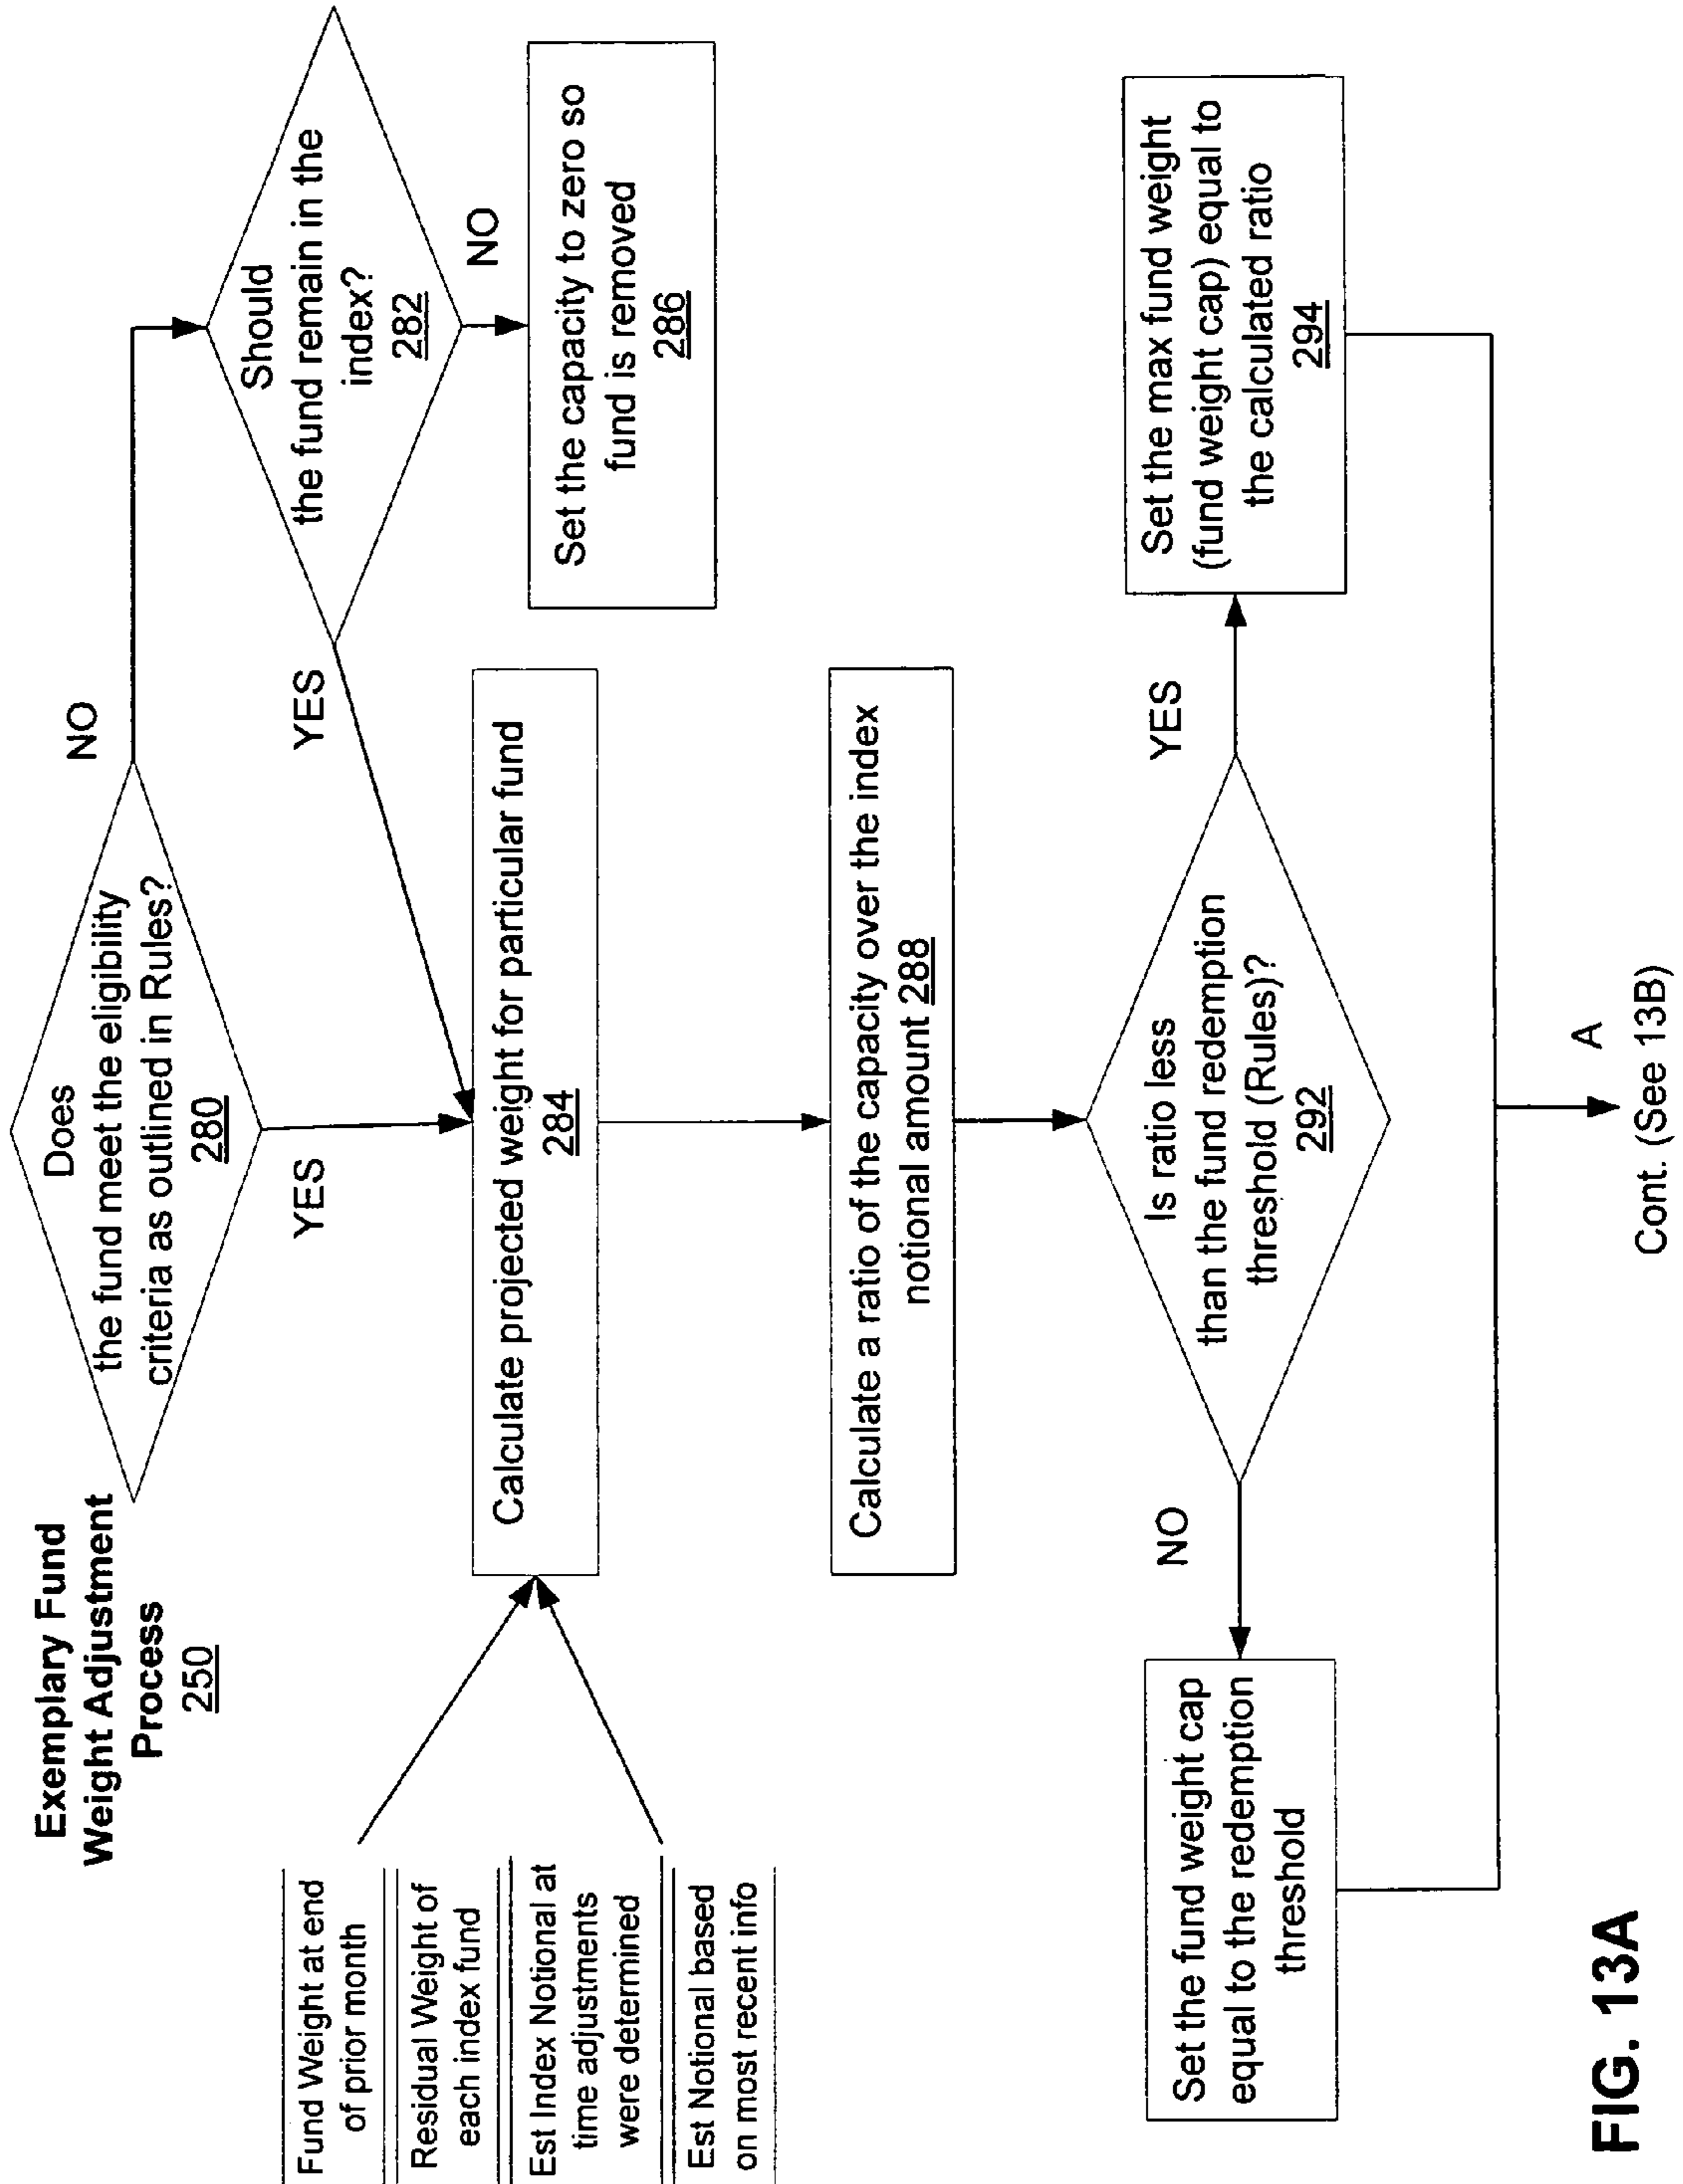 Exemplary Fund
Weight Adjustment
Process
250
Does
the fund meet the eligibility
criteria as outlined in Rules?
280
NO
YES
Should
the fund remain in the
index?
282
YES
NO
Set the capacity to zero so
fund is removed
286
Fund Weight at end
of prior month
Residual Weight of
each index fund
Est Index Notional at
time adjustments
were determined
Est Notional based
on most recent info
Calculate projected weight for particular fund
284
Calculate a ratio of the capacity over the index
notional amount 288
Is ratio less
than the fund redemption
threshold (Rules)?
292
NO
YES
Set the fund weight cap
equal to the redemption
threshold
Set the max fund weight
(fund weight cap) equal to
the calculated ratio
294
A
Cont. (See 13B)
FIG. 13A